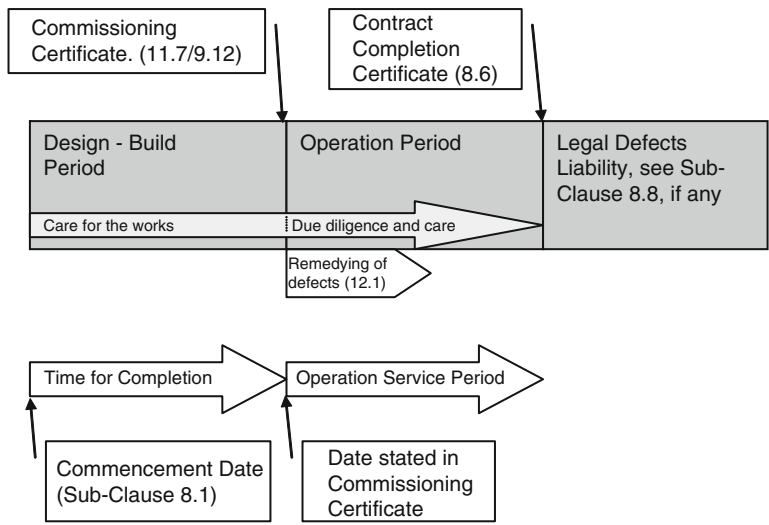 Commissioning
Certificate. (11.7/9.12)
Contract
Completion
Certificate (8.6)
Design - Build
Period
Operation Period
Legal Defects
Liability, see Sub-
Clause 8.8, if any
Care for the works
Due diligence and care
Remedying of
defects (12.1)
Time for Completion
Operation Service Period
Commencement Date
(Sub-Clause 8.1)
Date stated in
Commissioning
Certificate